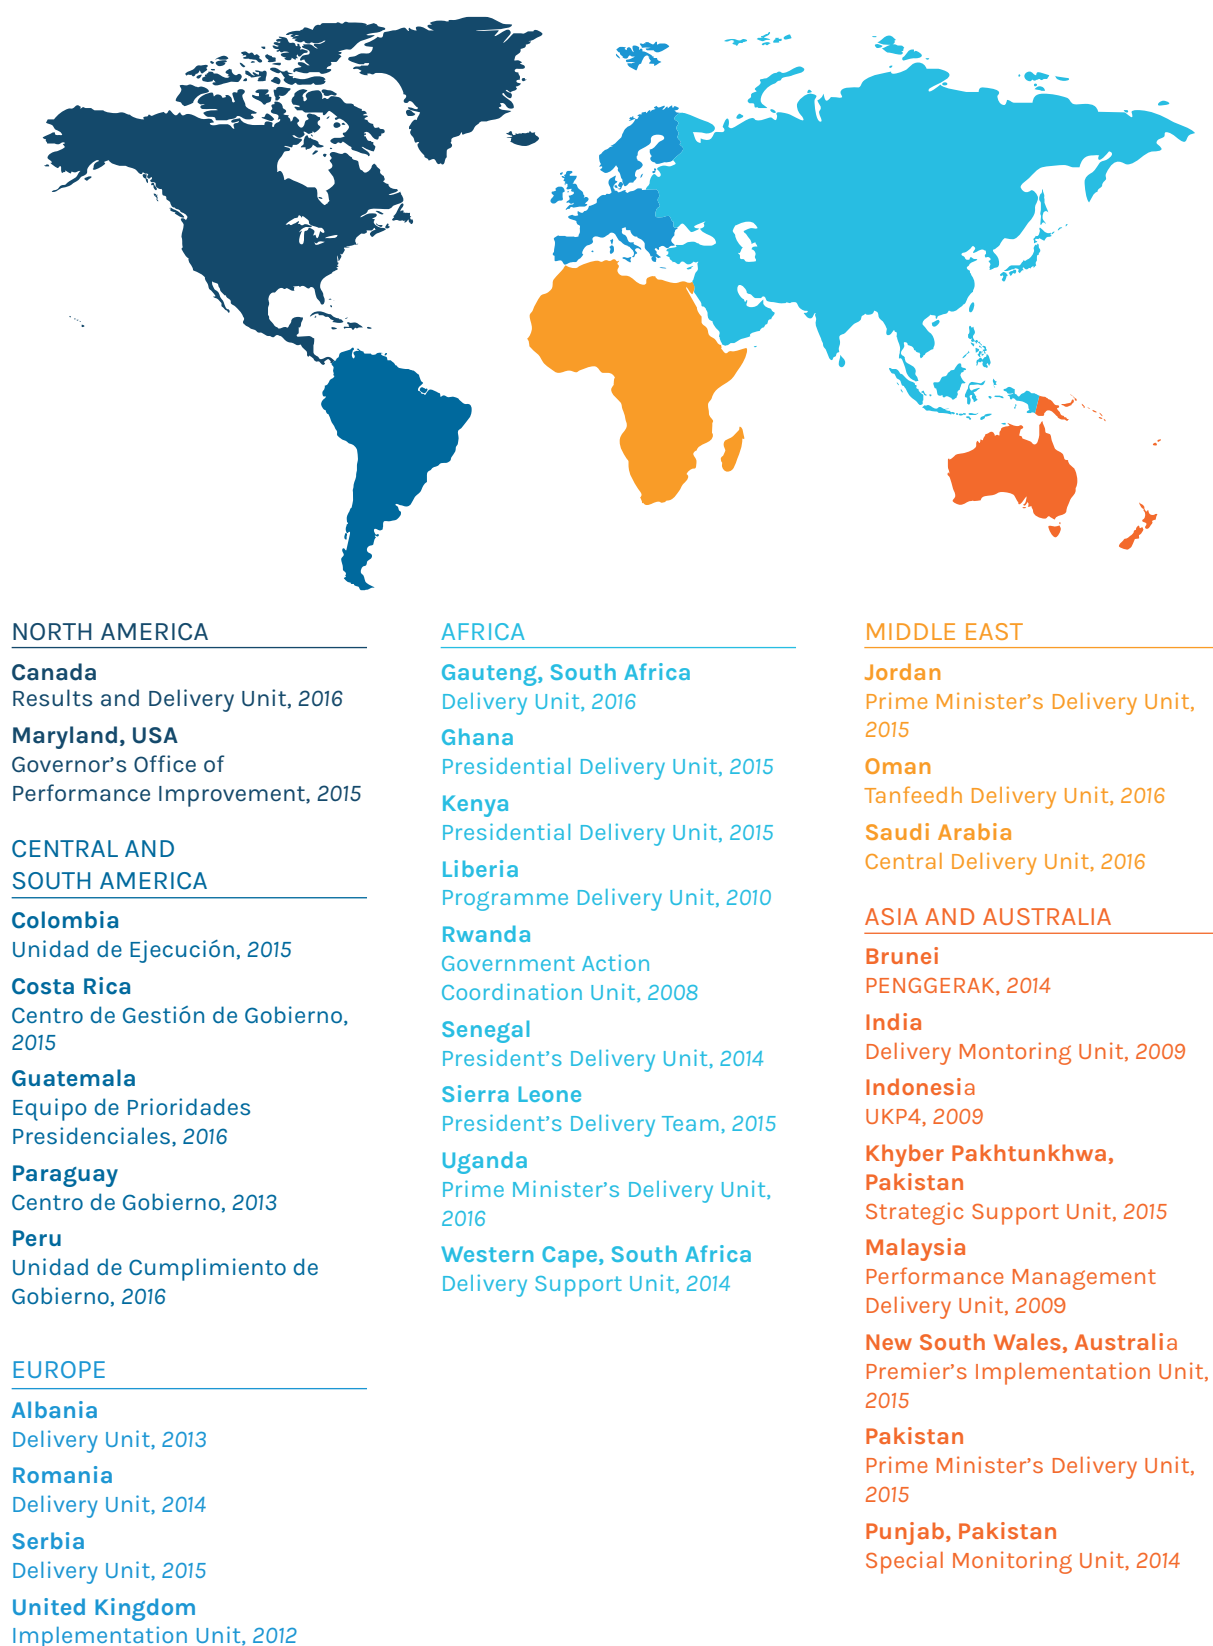 NORTH AMERICA
Canada
Results and Delivery Unit, 2016
Maryland, USA
Governor’s Office of
Performance Improvement, 2015
CENTRAL AND
SOUTH AMERICA
Colombia
Unidad de Ejecución, 2015
Costa Rica
Centro de Gestión de Gobierno,
2015
Guatemala
Equipo de Prioridades
Presidenciales, 2016
Paraguay
Centro de Gobierno, 2013
Peru
Unidad de Cumplimiento de
Gobierno, 2016
EUROPE
Albania
Delivery Unit, 2013
Romania
Delivery Unit, 2014
Serbia
Delivery Unit, 2015
United Kingdom
Implementation Unit, 2012
AFRICA
Gauteng, South Africa
Delivery Unit, 2016
Ghana
Presidential Delivery Unit, 2015
Kenya
Presidential Delivery Unit, 2015
Liberia
Programme Delivery Unit, 2010
Rwanda
Government Action
Coordination Unit, 2008
Senegal
President’s Delivery Unit, 2014
Sierra Leone
President’s Delivery Team, 2015
Uganda
Prime Minister’s Delivery Unit,
2016
Western Cape, South Africa
Delivery Support Unit, 2014
MIDDLE EAST
Jordan
Prime Minister’s Delivery Unit,
2015
Oman
Tanfeedh Delivery Unit, 2016
Saudi Arabia
Central Delivery Unit, 2016
ASIA AND AUSTRALIA
Brunei
PENGGERAK, 2014
India
Delivery Montoring Unit, 2009
Indonesia
UKP4, 2009
Khyber Pakhtunkhwa,
Pakistan
Strategic Support Unit, 2015
Malaysia
Performance Management
Delivery Unit, 2009
New South Wales, Australia
Premier’s Implementation Unit,
2015
Pakistan
Prime Minister’s Delivery Unit,
2015
Punjab, Pakistan
Special Monitoring Unit, 2014